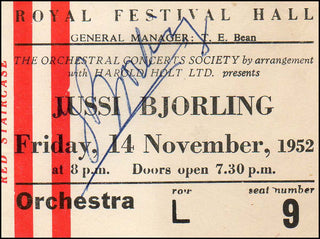 ROYAL FESTIVAL HALL
GENERAL MANAGER: T. E. Bean
THE ORCHESTRAL CONCERTS SOCIETY by arrangement
with HAROLD HOLT LTD. presents
JUSSI BJORLING
Friday, 14 November, 1952
at 8 p.m. Doors open 7.30 p.m.
row seat number
Orchestra L 9
RED STAIRCASE